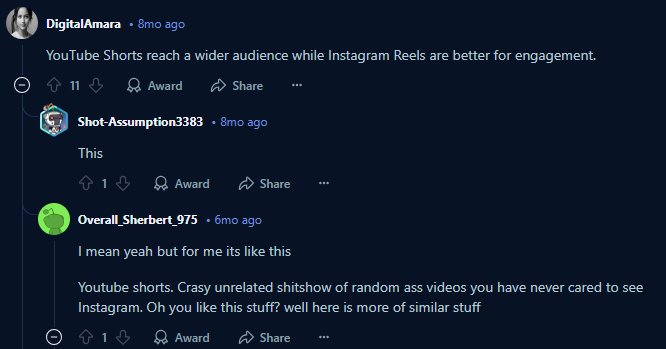 DigitalAmara • 8mo ago
YouTube Shorts reach a wider audience while Instagram Reels are better for engagement.
11 Award Share ...
Shot-Assumption3383 • 8mo ago
This
1 Award Share ...
Overall_Sherbert_975 • 6mo ago
I mean yeah but for me its like this
Youtube shorts. Crasy unrelated shitshow of random ass videos you have never cared to see
Instagram. Oh you like this stuff? well here is more of similar stuff
1 Award Share ...